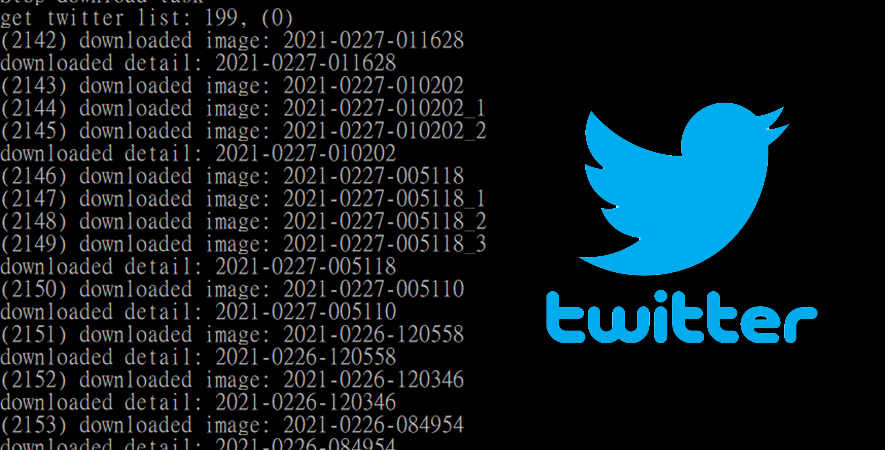 Stop download task
get twitter list: 199, (0)
(2142) downloaded image: 2021-0227-011628
downloaded detail: 2021-0227-011628
(2143) downloaded image: 2021-0227-010202
(2144) downloaded image: 2021-0227-010202_1
(2145) downloaded image: 2021-0227-010202_2
downloaded detail: 2021-0227-010202
(2146) downloaded image: 2021-0227-005118
(2147) downloaded image: 2021-0227-005118_1
(2148) downloaded image: 2021-0227-005118_2
(2149) downloaded image: 2021-0227-005118_3
downloaded detail: 2021-0227-005118
(2150) downloaded image: 2021-0227-005110
downloaded detail: 2021-0227-005110
(2151) downloaded image: 2021-0226-120558
downloaded detail: 2021-0226-120558
(2152) downloaded image: 2021-0226-120346
downloaded detail: 2021-0226-120346
(2153) downloaded image: 2021-0226-084954
downloaded detail: 2021-0226-084954
twitter